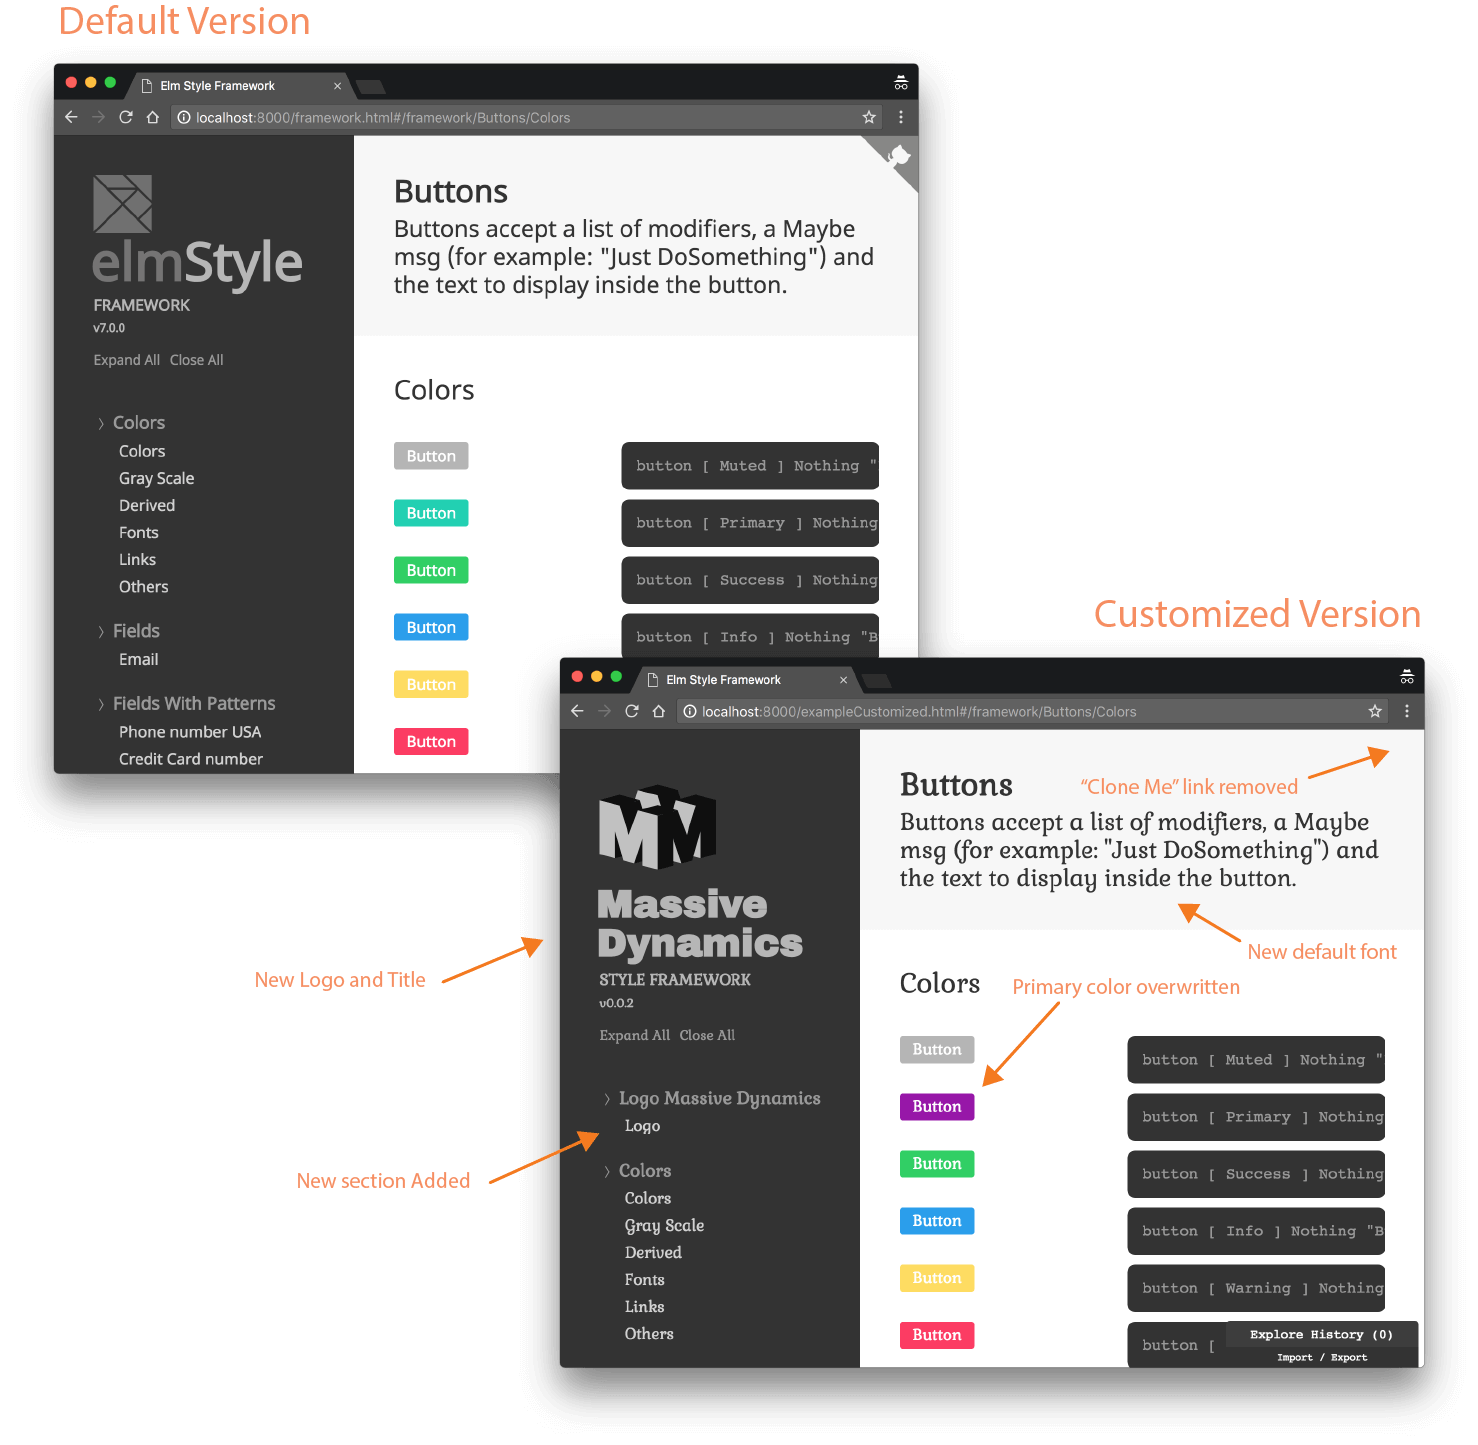 Default Version
Elm Style Framework
localhost:8000/framework.html#/framework/Buttons/Colors
elmStyle
FRAMEWORK
v7.0.0
Expand All Close All
Colors
Colors
Gray Scale
Derived
Fonts
Links
Others
Fields
Email
Fields With Patterns
Phone number USA
Credit Card number
Buttons
Buttons accept a list of modifiers, a Maybe
msg (for example: "Just DoSomething") and
the text to display inside the button.
Colors
Button
button [ Muted ] Nothing "
Button
button [ Primary ] Nothing
Button
button [ Success ] Nothing
Button
button [ Info ] Nothing "B
Button
Button
Customized Version
Elm Style Framework
localhost:8000/exampleCustomized.html#/framework/Buttons/Colors
MM
Massive
Dynamics
STYLE FRAMEWORK
v0.0.2
Expand All Close All
Logo Massive Dynamics
Logo
Colors
Colors
Gray Scale
Derived
Fonts
Links
Others
Buttons
"Clone Me" link removed
Buttons accept a list of modifiers, a Maybe
msg (for example: "Just DoSomething") and
the text to display inside the button.
New default font
Colors
Primary color overwritten
Button
button [ Muted ] Nothing "
Button
button [ Primary ] Nothing
Button
button [ Success ] Nothing
Button
button [ Info ] Nothing "B
Button
button [ Warning ] Nothing
Button
button [
Explore History (0)
Import / Export
New Logo and Title
New section Added